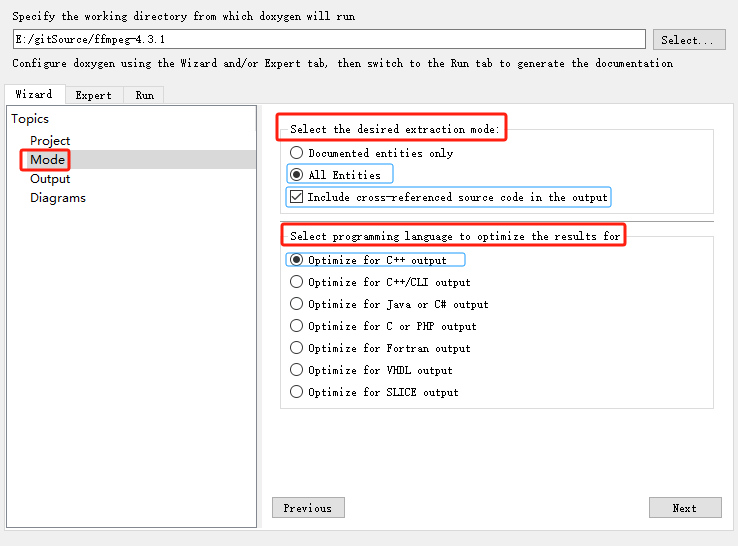 Specify the working directory from which doxygen will run
E:/gitSource/ffmpeg-4.3.1
Select...
Configure doxygen using the Wizard and/or Expert tab, then switch to the Run tab to generate the documentation
Wizard
Expert
Run
Topics
Project
Mode
Output
Diagrams
Select the desired extraction mode:
Documented entities only
All Entities
Include cross-referenced source code in the output
Select programming language to optimize the results for
Optimize for C++ output
Optimize for C++/CLI output
Optimize for Java or C# output
Optimize for C or PHP output
Optimize for Fortran output
Optimize for VHDL output
Optimize for SLICE output
Previous
Next